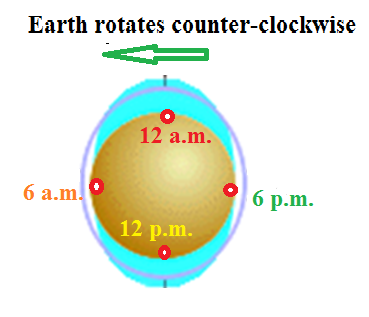 Earth rotates counter-clockwise
12 a.m.
6 a.m.
6 p.m.
12 p.m.